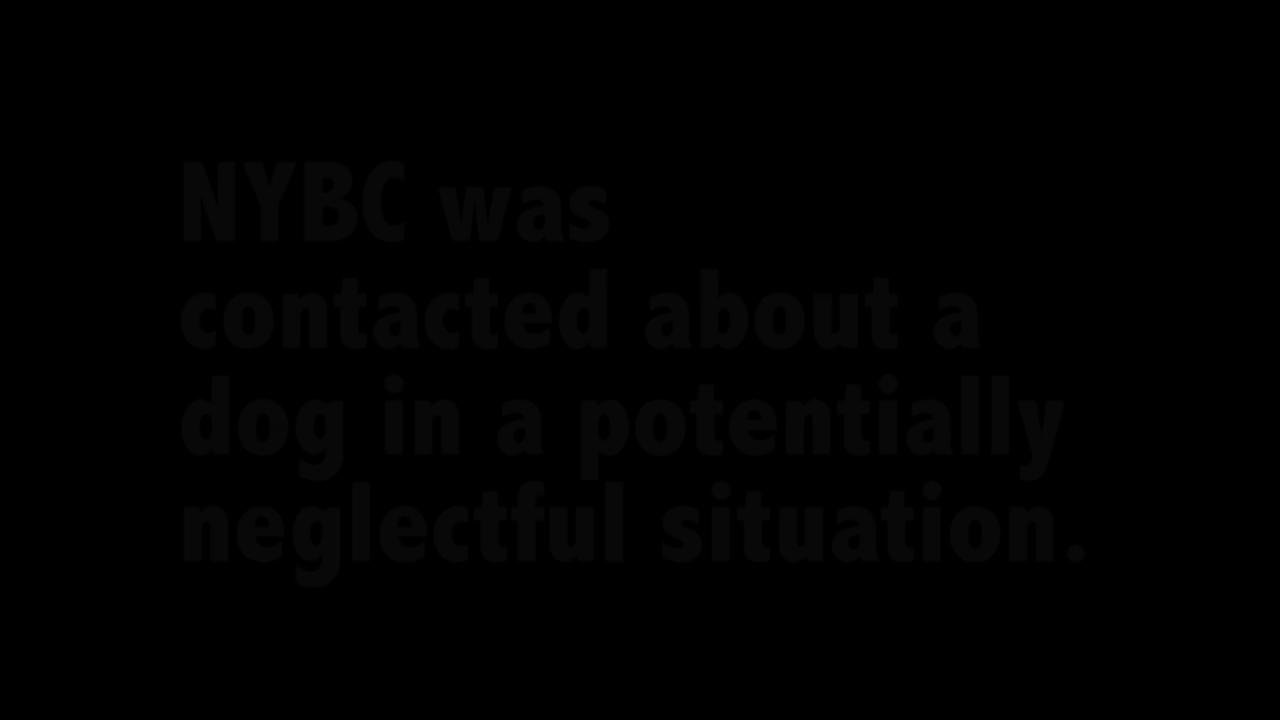 NYBC was
contacted about a
dog in a potentially
neglectful situation.